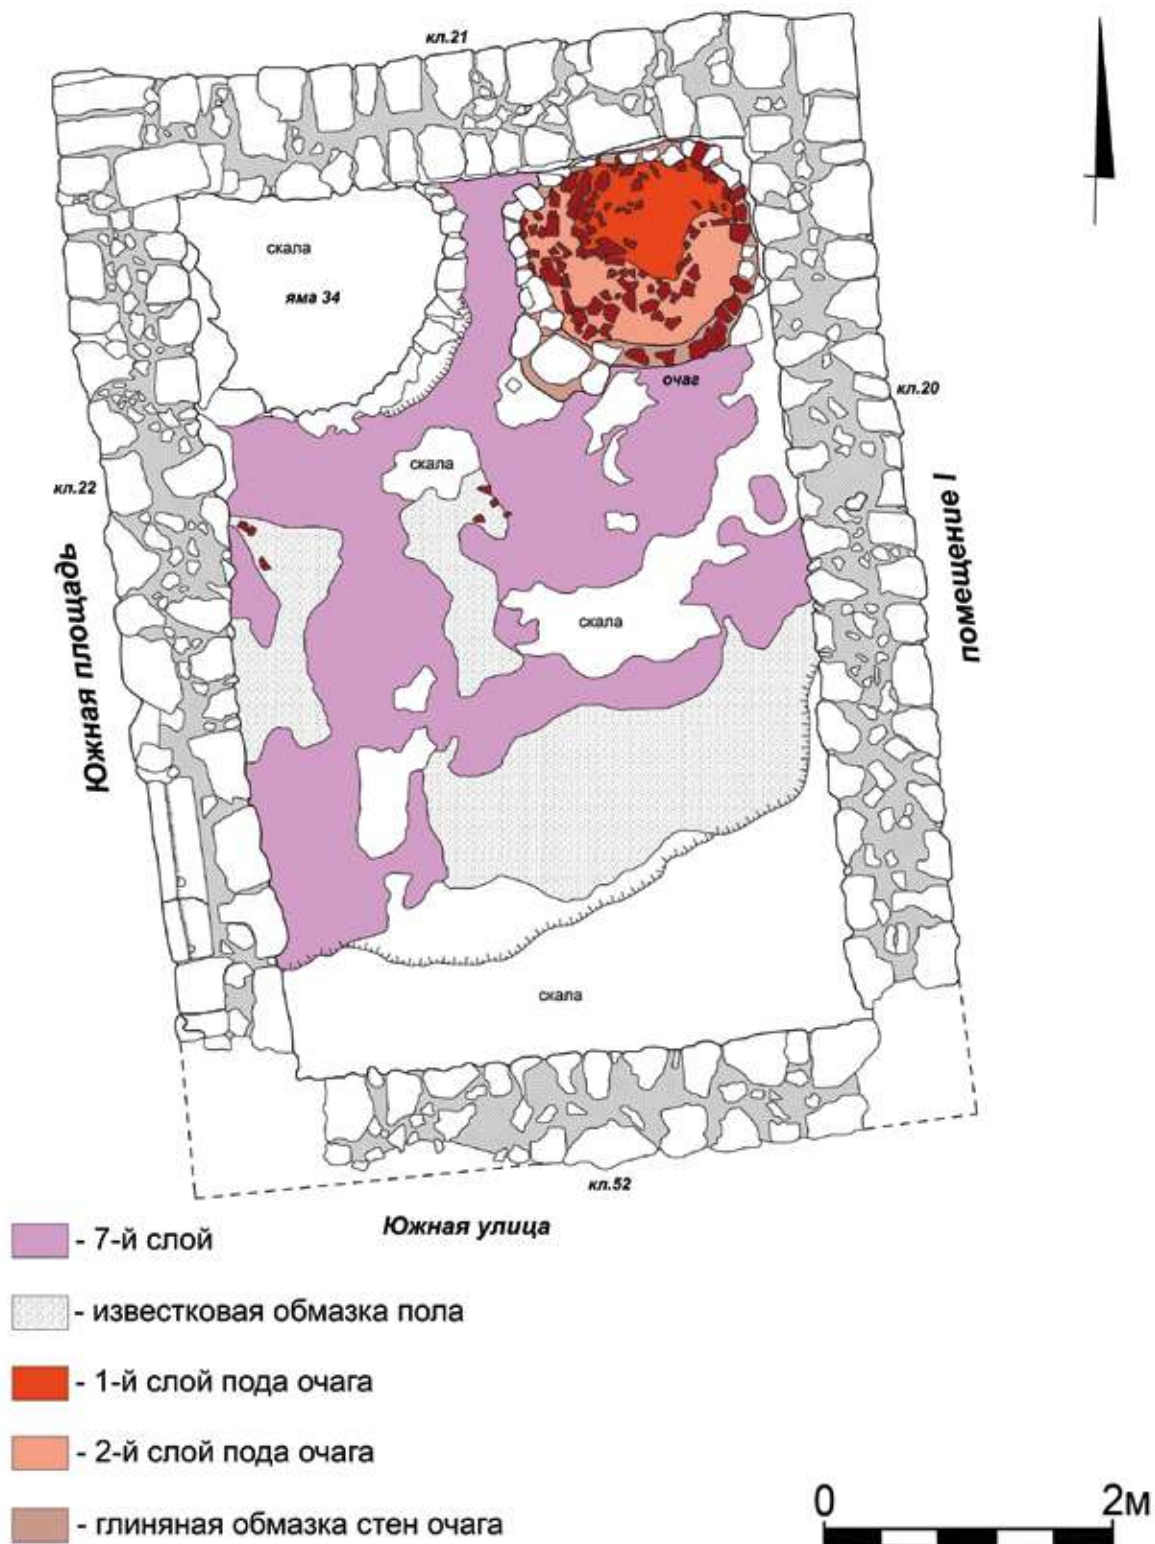 кл.21
скала
яма 34
очаг
кл.20
скала
кл.22
помещение I
Южная площадь
скала
скала
кл.52
Южная улица
- 7-й слой
- известковая обмазка пола
- 1-й слой пода очага
- 2-й слой пода очага
- глиняная обмазка стен очага
0 2м